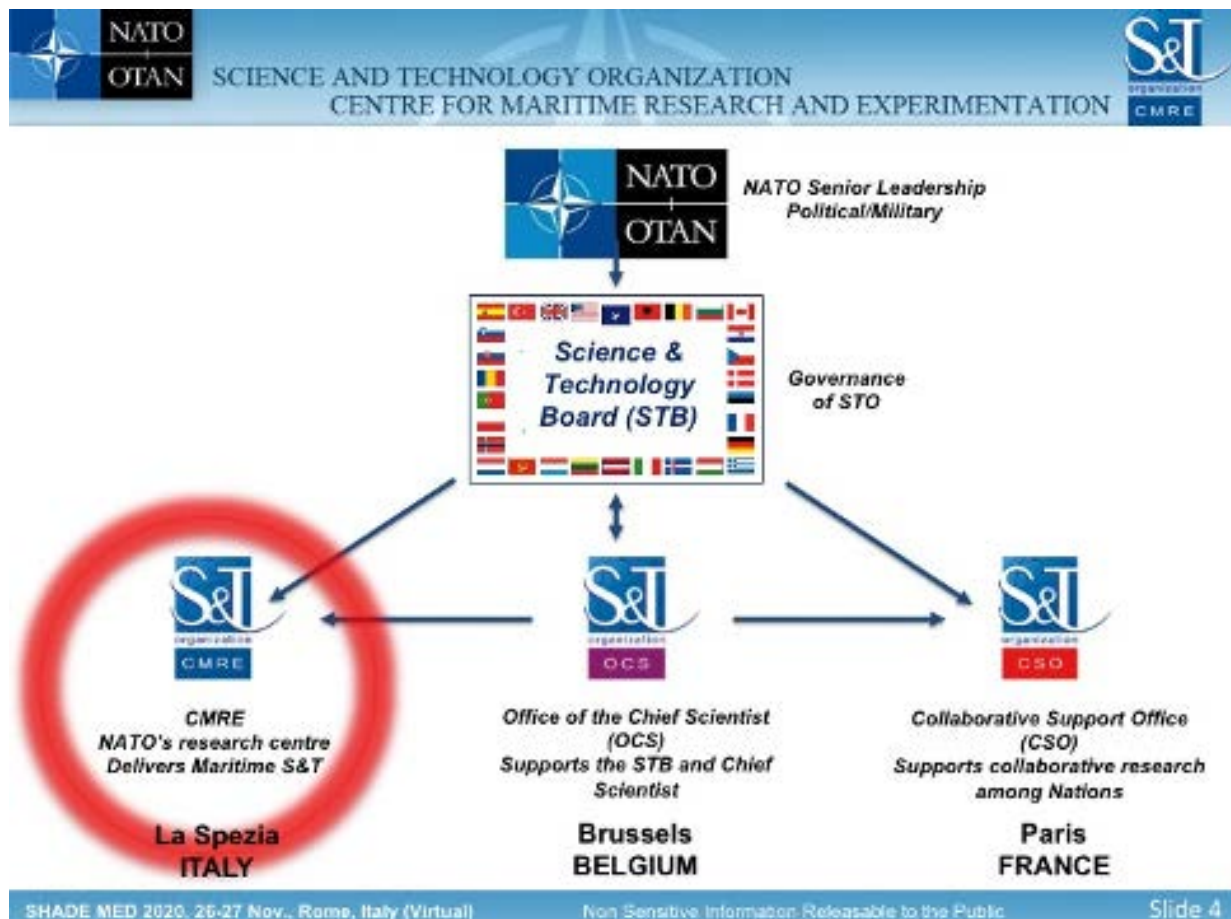 NATO
OTAN
SCIENCE AND TECHNOLOGY ORGANIZATION
CENTRE FOR MARITIME RESEARCH AND EXPERIMENTATION
S&T
organization
CMRE
NATO
OTAN
NATO Senior Leadership
Political/Military
Science &
Technology
Board (STB)
Governance
of STO
S&T
organization
CMRE
CMRE
NATO's research centre
Delivers Maritime S&T
La Spezia
ITALY
S&T
organization
OCS
Office of the Chief Scientist
(OCS)
Supports the STB and Chief
Scientist
Brussels
BELGIUM
S&T
organization
CSO
Collaborative Support Office
(CSO)
Supports collaborative research
among Nations
Paris
FRANCE
SHADE MED 2020, 26-27 Nov., Rome, Italy (Virtual)
Non Sensitive Information Releasable to the Public
Slide 4